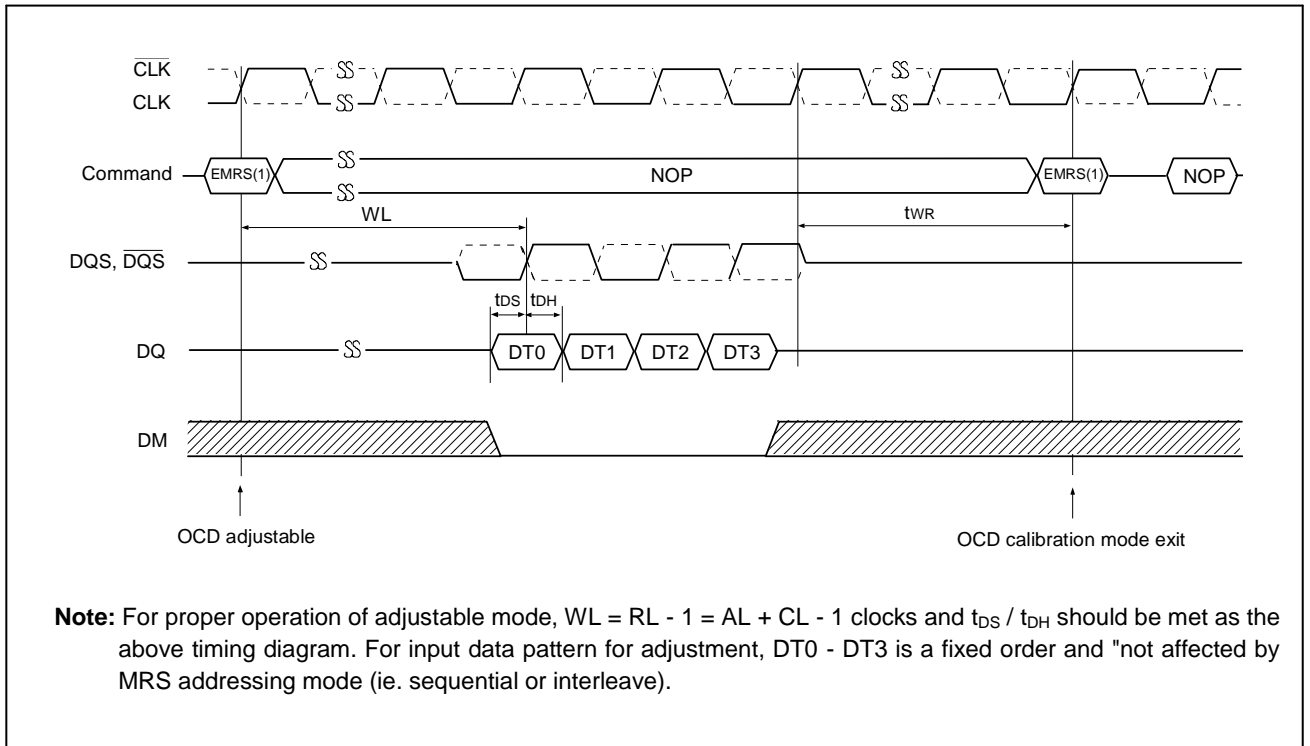 CLK
CLK
Command
EMRS(1)
NOP
EMRS(1)
NOP
WL
tWR
DQS, DQS
tDS
tDH
DQ
DT0
DT1
DT2
DT3
DM
OCD adjustable
OCD calibration mode exit
Note: For proper operation of adjustable mode, WL = RL - 1 = AL + CL - 1 clocks and tDS / tDH should be met as the
above timing diagram. For input data pattern for adjustment, DT0 - DT3 is a fixed order and "not affected by
MRS addressing mode (ie. sequential or interleave).